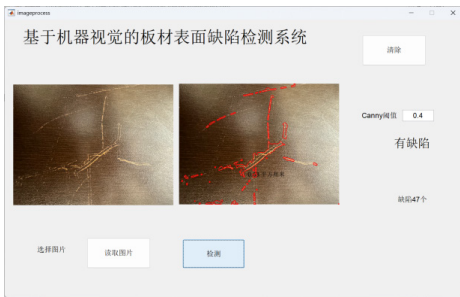 imageprocess
基于机器视觉的板材表面缺陷检测系统
清除
Canny阈值 0.4
有缺陷
缺陷47个
选择图片
读取图片
检测